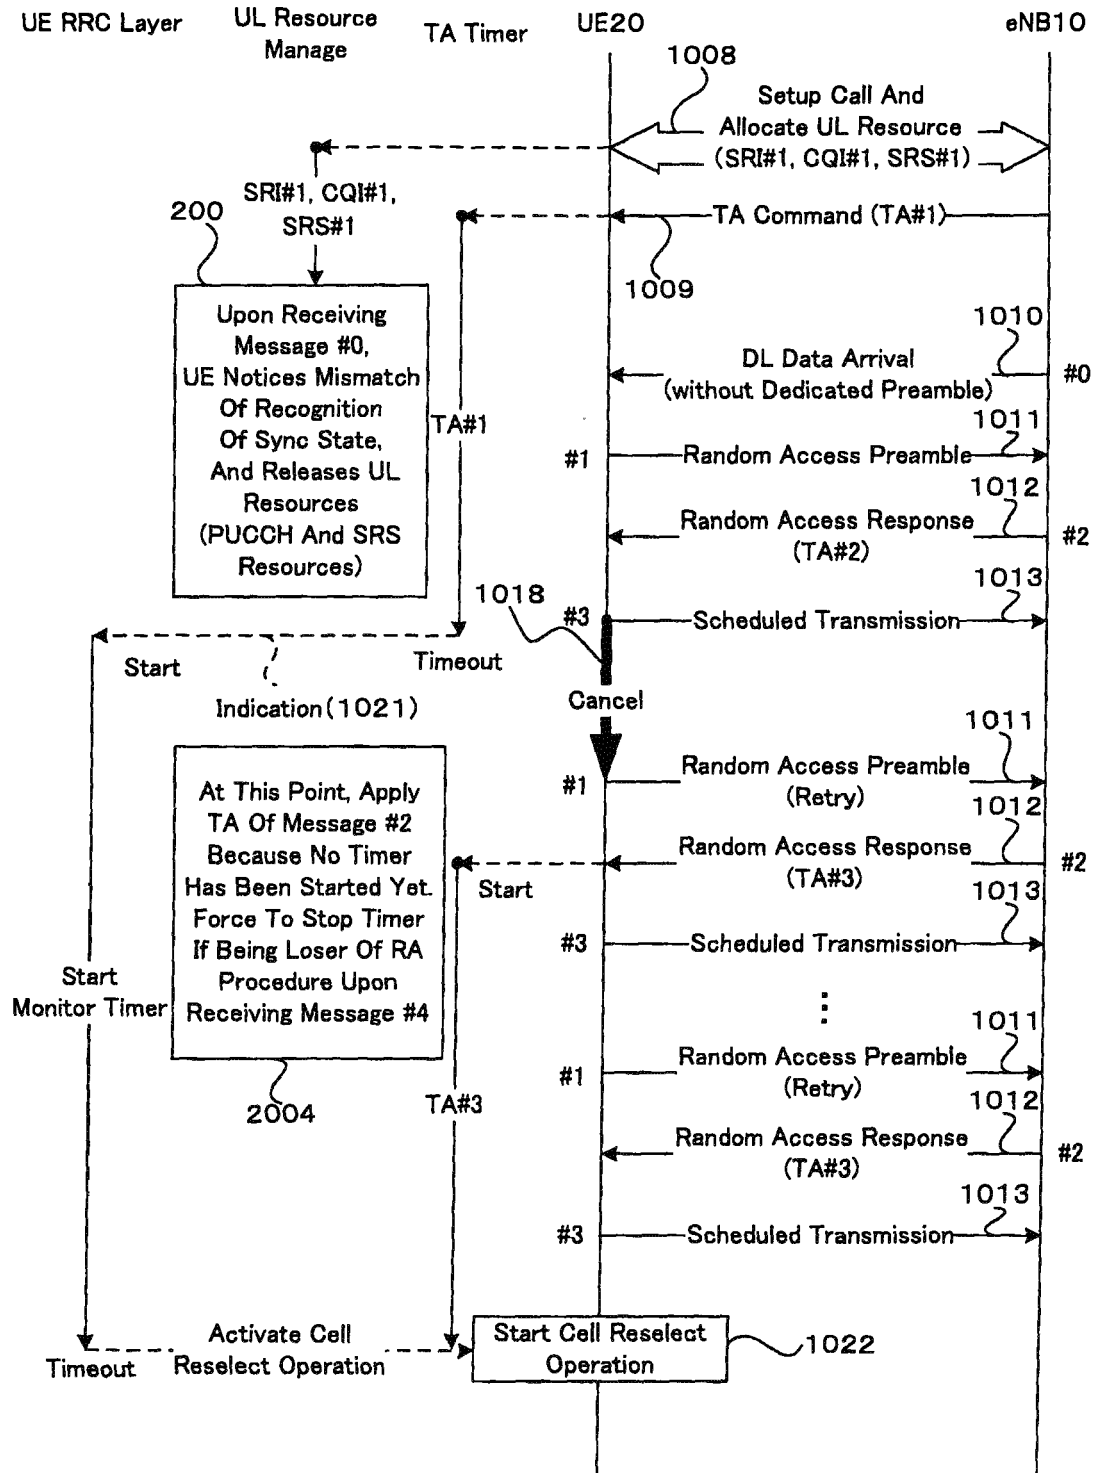 UE RRC Layer
UL Resource
Manage
TA Timer
UE20
eNB10
1008
Setup Call And
Allocate UL Resource
(SRI#1, CQI#1, SRS#1)
SRI#1, CQI#1,
SRS#1
200
TA Command (TA#1)
1009
Upon Receiving
Message #0,
UE Notices Mismatch
Of Recognition
Of Sync State,
And Releases UL
Resources
(PUCCH And SRS
Resources)
TA#1
1010
DL Data Arrival
(without Dedicated Preamble)
#0
1011
#1
Random Access Preamble
1012
Random Access Response
(TA#2)
#2
1018
1013
#3
Scheduled Transmission
Start
Timeout
Indication(1021)
Cancel
1011
#1
Random Access Preamble
(Retry)
At This Point, Apply
TA Of Message #2
Because No Timer
Has Been Started Yet.
Force To Stop Timer
If Being Loser Of RA
Procedure Upon
Receiving Message #4
2004
1012
Start
Random Access Response
(TA#3)
#2
1013
#3
Scheduled Transmission
Start
Monitor Timer
1011
#1
Random Access Preamble
(Retry)
TA#3
1012
Random Access Response
(TA#3)
#2
1013
#3
Scheduled Transmission
Timeout
Activate Cell
Reselect Operation
Start Cell Reselect
Operation
1022